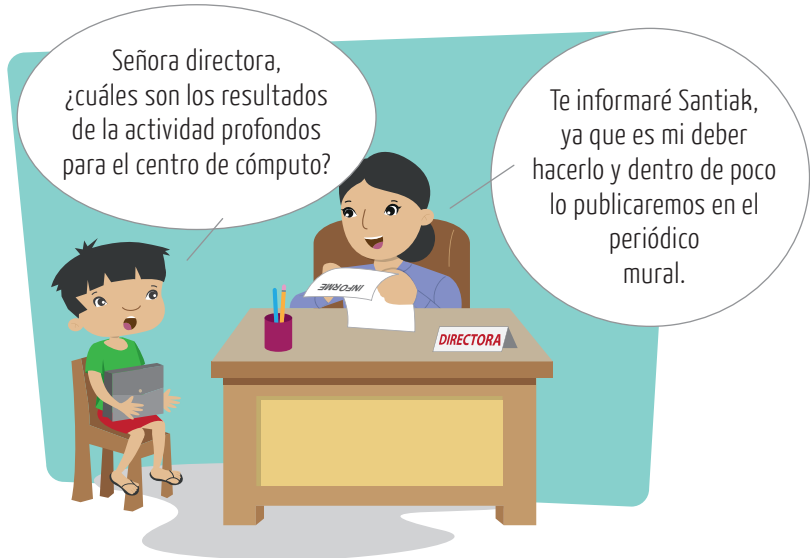 Señora directora,
¿cuáles son los resultados
de la actividad profondos
para el centro de cómputo?
Te informaré Santiak,
ya que es mi deber
hacerlo y dentro de poco
lo publicaremos en el
periódico
mural.
INFORME
DIRECTORA